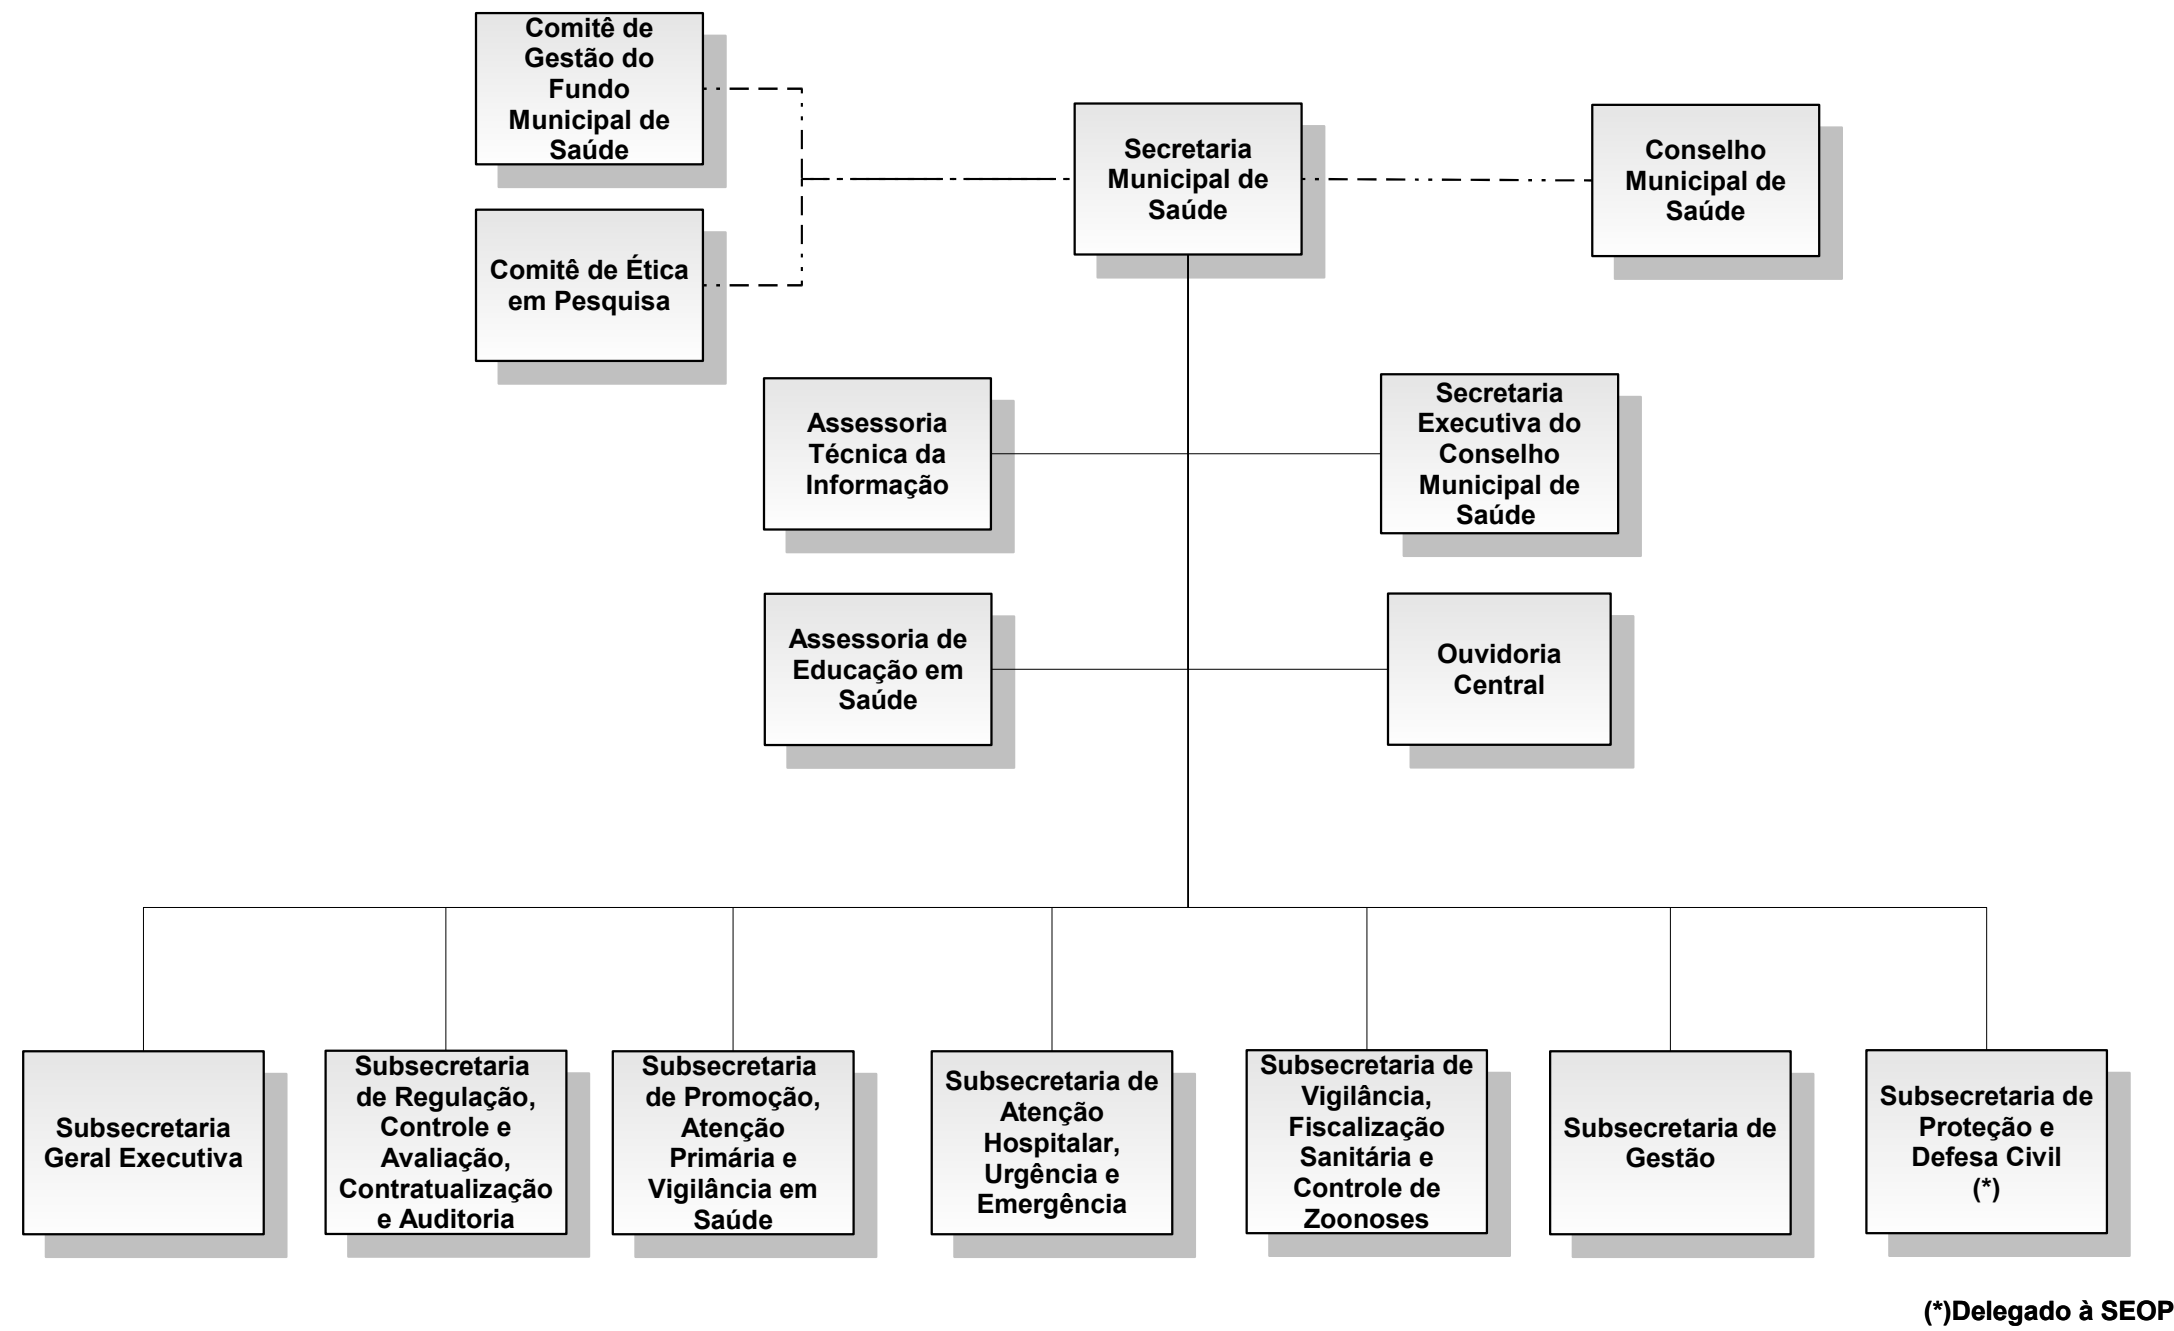 Comitê de
Gestão do
Fundo
Municipal de
Saúde
Secretaria
Municipal de
Saúde
Conselho
Municipal de
Saúde
Comitê de Ética
em Pesquisa
Assessoria
Técnica da
Informação
Secretaria
Executiva do
Conselho
Municipal de
Saúde
Assessoria de
Educação em
Saúde
Ouvidoria
Central
Subsecretaria
Geral Executiva
Subsecretaria
de Regulação,
Controle e
Avaliação,
Contratualização
e Auditoria
Subsecretaria
de Promoção,
Atenção
Primária e
Vigilância em
Saúde
Subsecretaria de
Atenção
Hospitalar,
Urgência e
Emergência
Subsecretaria de
Vigilância,
Fiscalização
Sanitária e
Controle de
Zoonoses
Subsecretaria de
Gestão
Subsecretaria de
Proteção e
Defesa Civil
(*)
(*)Delegado à SEOP